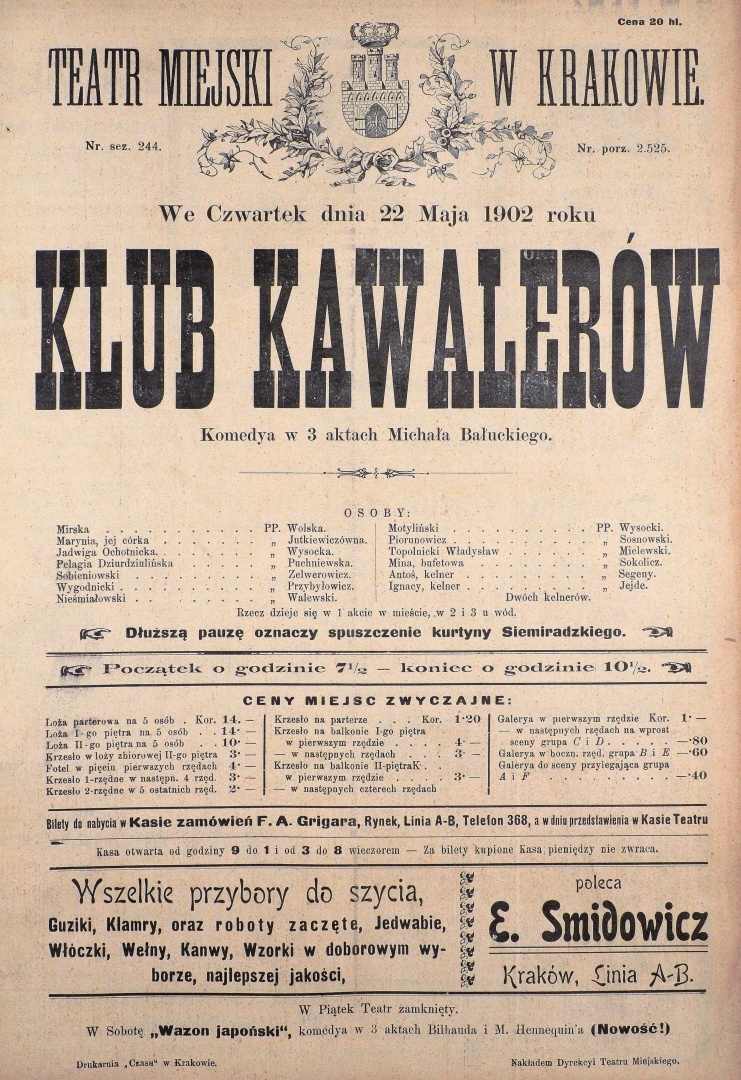 Cena 20 hl.
TEATR MIEJSKI W KRAKOWIE.
Nr. sez. 244.
Nr. porz. 2.525.
We Czwartek dnia 22 Maja 1902 roku
KLUB KAWALERÓW
Komedya w 3 aktach Michała Bałuckiego.
OSOBY:
Mirska . . . . . . . . . . . PP. Wolska.
Marynia, jej córka . . . . . . . . „ Jutkiewiczówna.
Jadwiga Ochotnicka. . . . . . . . „ Wysocka.
Pelagia Dziurdziulińska . . . . . . „ Puchniewska.
Sobieniowski . . . . . . . . . „ Zelwerowicz.
Wygodnicki . . . . . . . . . . „ Przybyłowicz.
Nieśmiałowski . . . . . . . . . „ Walewski.
Motyliński . . . . . . . . . . PP. Wysocki.
Piorunowicz . . . . . . . . . . „ Sosnowski.
Topolnicki Władysław . . . . . . . „ Mielewski.
Mina, bufetowa . . . . . . . . . „ Sokolicz.
Antoś, kelner . . . . . . . . . „ Segeny.
Ignacy, kelner . . . . . . . . . „ Jejde.
Dwóch kelnerów.
Rzecz dzieje się w 1 akcie w mieście, w 2 i 3 u wód.
Dłuższą pauzę oznaczy spuszczenie kurtyny Siemiradzkiego.
Początek o godzinie 7 1/2 — koniec o godzinie 10 1/2.
CENY MIEJSC ZWYCZAJNE:
Loża parterowa na 5 osób . Kor. 14. —
Loża I-go piętra na 5 osób . . 14· —
Loża II-go piętra na 5 osób . . 10· —
Krzesło w loży zbiorowej II-go piętra 3· —
Fotel w pięciu pierwszych rzędach 4· —
Krzesło 1-rzędne w następn. 4 rzęd. 3· —
Krzesło 2-rzędne w 5 ostatnich rzęd. 2· —
Krzesło na parterze . . . Kor. 1·20
Krzesło na balkonie I-go piętra
w pierwszym rzędzie . . . . 4· —
— w następnych rzędach . . . 3· —
Krzesło na balkonie II-piętraK·
w pierwszym rzędzie . . . . 3· —
— w następnych czterech rzędach
Galerya w pierwszym rzędzie Kor. 1· —
— w następnych rzędach na wprost
sceny grupa C i D . . . . . —·80
Galerya w boczn. rzęd. grupa B i E —·60
Galerya do sceny przylegająca grupa
A i F . . . . . . . . . —·40
Bilety do nabycia w Kasie zamówień F. A. Grigara, Rynek, Linia A-B, Telefon 368, a w dniu przedstawienia w Kasie Teatru
Kasa otwarta od godziny 9 do 1 i od 3 do 8 wieczorem — Za bilety kupione Kasa pieniędzy nie zwraca.
Wszelkie przybory do szycia,
Guziki, Klamry, oraz roboty zaczęte, Jedwabie,
Włóczki, Wełny, Kanwy, Wzorki w doborowym wy-
borze, najlepszej jakości,
poleca
E. Smidowicz
Kraków, Linia A-B.
W Piątek Teatr zamknięty.
W Sobotę „Wazon japoński“, komedya w 3 aktach Bilhauda i M. Hennequin'a (Nowość!)
Drukarnia „Czasu“ w Krakowie.
Nakładem Dyrekcyi Teatru Miejskiego.